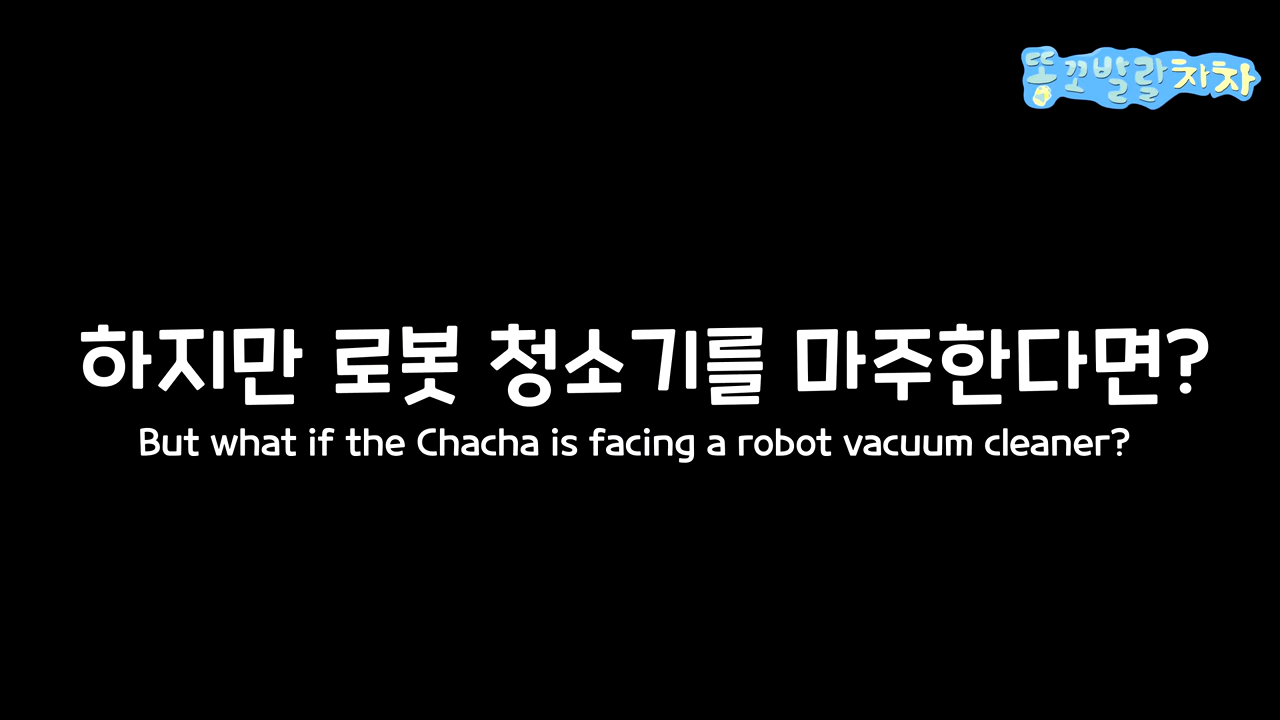 똥꼬발랄차차
하지만 로봇 청소기를 마주한다면?
But what if the Chacha is facing a robot vacuum cleaner?